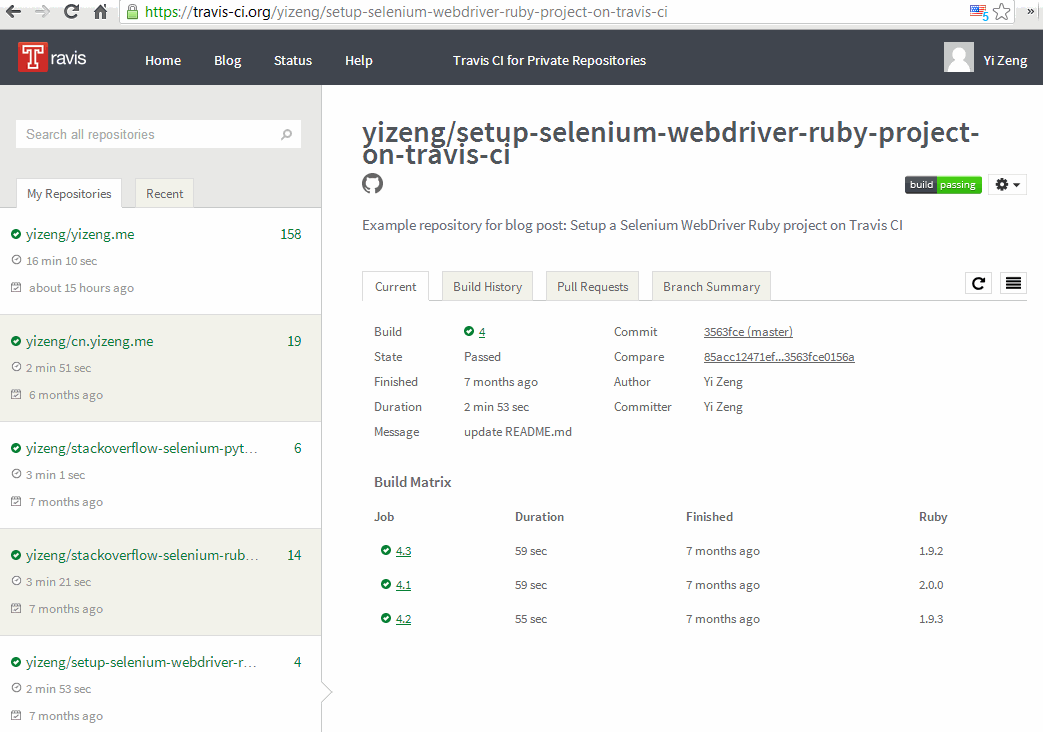 https://travis-ci.org/yizeng/setup-selenium-webdriver-ruby-project-on-travis-ci
5
»
Travis
Home Blog Status Help Travis CI for Private Repositories Yi Zeng
Search all repositories
My Repositories Recent
yizeng/yizeng.me 158
16 min 10 sec
about 15 hours ago
yizeng/cn.yizeng.me 19
2 min 51 sec
6 months ago
yizeng/stackoverflow-selenium-pyt... 6
3 min 1 sec
7 months ago
yizeng/stackoverflow-selenium-rub... 14
3 min 21 sec
7 months ago
yizeng/setup-selenium-webdriver-r... 4
2 min 53 sec
7 months ago
yizeng/setup-selenium-webdriver-ruby-project-
on-travis-ci
build passing
Example repository for blog post: Setup a Selenium WebDriver Ruby project on Travis CI
Current Build History Pull Requests Branch Summary
Build 4 Commit 3563fce (master)
State Passed Compare 85acc12471ef...3563fce0156a
Finished 7 months ago Author Yi Zeng
Duration 2 min 53 sec Committer Yi Zeng
Message update README.md
Build Matrix
Job Duration Finished Ruby
4.3 59 sec 7 months ago 1.9.2
4.1 59 sec 7 months ago 2.0.0
4.2 55 sec 7 months ago 1.9.3